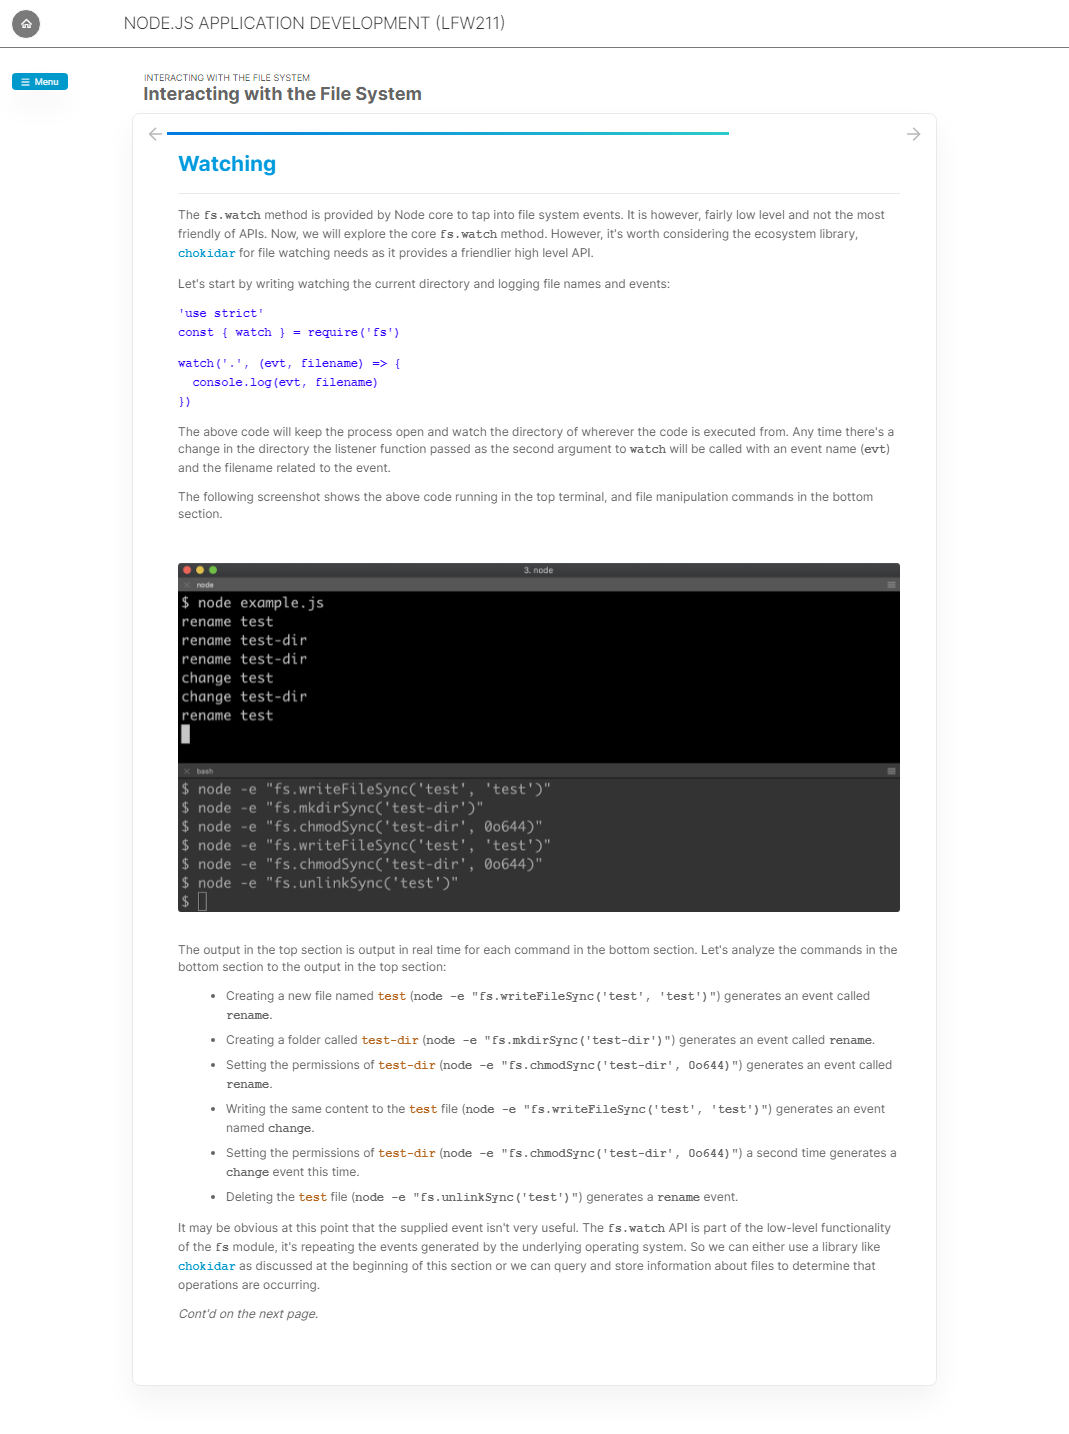 NODE.JS APPLICATION DEVELOPMENT (LFW211)
Menu
INTERACTING WITH THE FILE SYSTEM
Interacting with the File System
Watching
The fs.watch method is provided by Node core to tap into file system events. It is however, fairly low level and not the most
friendly of APIs. Now, we will explore the core fs.watch method. However, it's worth considering the ecosystem library,
chokidar for file watching needs as it provides a friendlier high level API.
Let's start by writing watching the current directory and logging file names and events:
'use strict'
const { watch } = require('fs')
watch('.', (evt, filename) => {
  console.log(evt, filename)
})
The above code will keep the process open and watch the directory of wherever the code is executed from. Any time there's a
change in the directory the listener function passed as the second argument to watch will be called with an event name (evt)
and the filename related to the event.
The following screenshot shows the above code running in the top terminal, and file manipulation commands in the bottom
section.
3. node
node
$ node example.js
rename test
rename test-dir
rename test-dir
change test
change test-dir
rename test
bash
$ node -e "fs.writeFileSync('test', 'test')"
$ node -e "fs.mkdirSync('test-dir')"
$ node -e "fs.chmodSync('test-dir', 0o644)"
$ node -e "fs.writeFileSync('test', 'test')"
$ node -e "fs.chmodSync('test-dir', 0o644)"
$ node -e "fs.unlinkSync('test')"
$
The output in the top section is output in real time for each command in the bottom section. Let's analyze the commands in the
bottom section to the output in the top section:
• Creating a new file named test (node -e "fs.writeFileSync('test', 'test')") generates an event called
rename.
• Creating a folder called test-dir (node -e "fs.mkdirSync('test-dir')") generates an event called rename.
• Setting the permissions of test-dir (node -e "fs.chmodSync('test-dir', 0o644)") generates an event called
rename.
• Writing the same content to the test file (node -e "fs.writeFileSync('test', 'test')") generates an event
named change.
• Setting the permissions of test-dir (node -e "fs.chmodSync('test-dir', 0o644)") a second time generates a
change event this time.
• Deleting the test file (node -e "fs.unlinkSync('test')") generates a rename event.
It may be obvious at this point that the supplied event isn't very useful. The fs.watch API is part of the low-level functionality
of the fs module, it's repeating the events generated by the underlying operating system. So we can either use a library like
chokidar as discussed at the beginning of this section or we can query and store information about files to determine that
operations are occurring.
Cont'd on the next page.